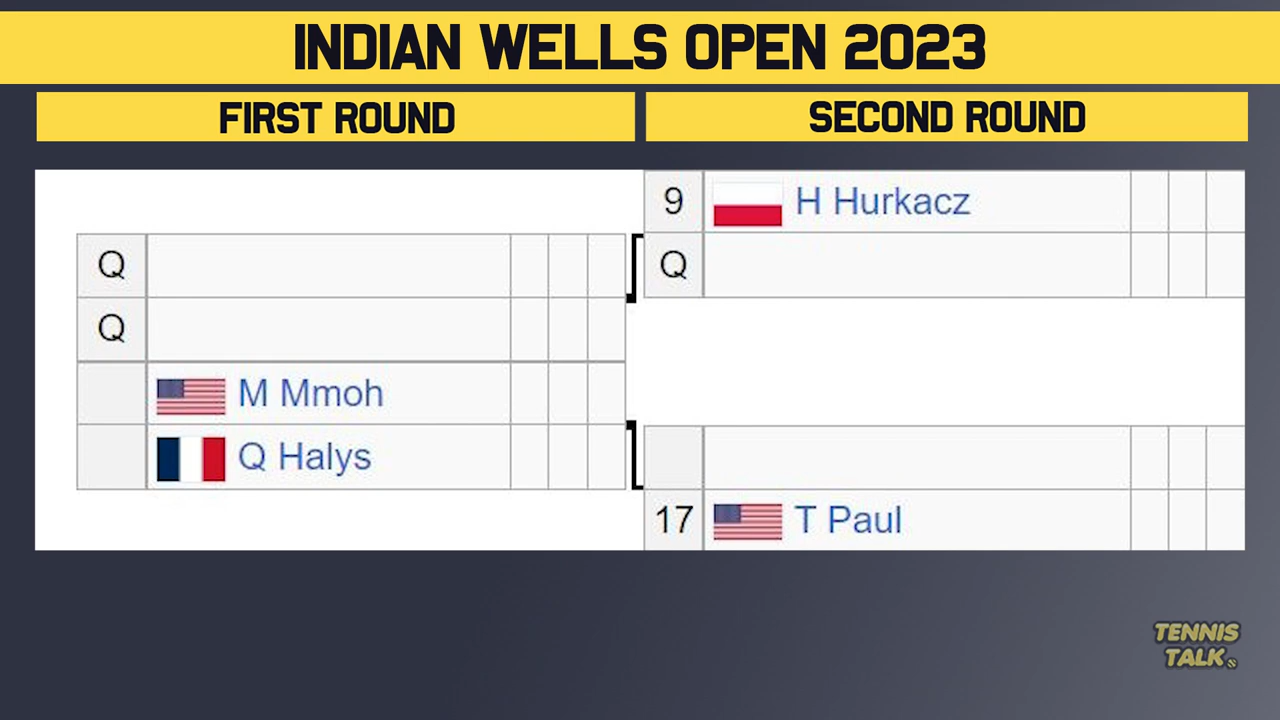 INDIAN WELLS OPEN 2023
FIRST ROUND
SECOND ROUND
9 H Hurkacz
Q
Q
Q
M Mmoh
Q Halys
17 T Paul
TENNIS
TALK